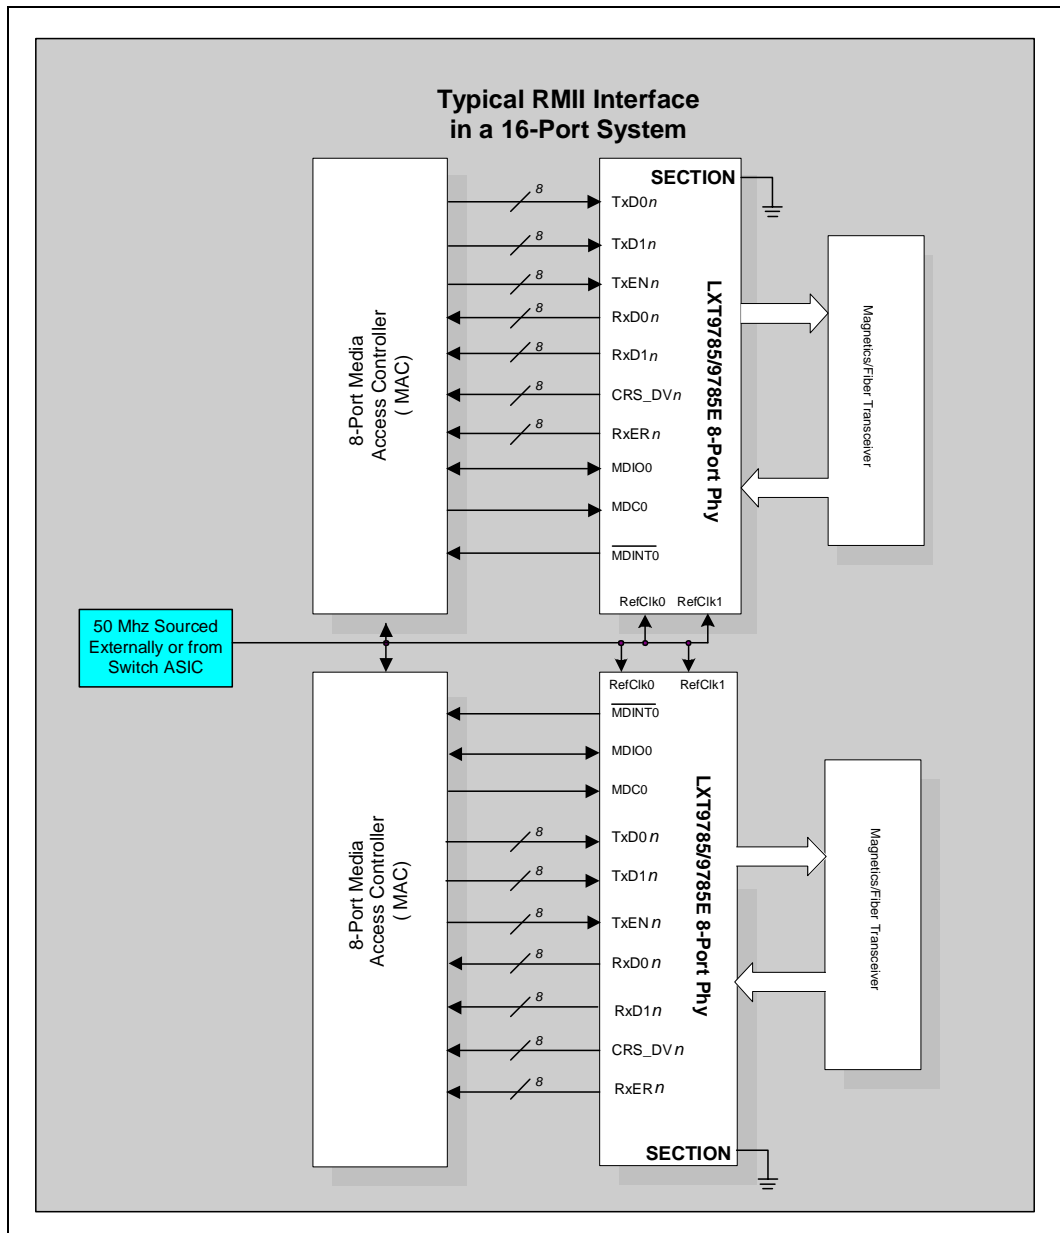 Typical RMII Interface
in a 16-Port System
8-Port Media
Access Controller
( MAC)
8
8
8
8
8
8
8
SECTION
TxD0n
TxD1n
TxENn
RxD0n
RxD1n
CRS_DVn
RxERn
MDIO0
MDC0
MDINT0
RefClk0 RefClk1
LXT9785/9785E 8-Port Phy
Magnetics/Fiber Transceiver
50 Mhz Sourced
Externally or from
Switch ASIC
8-Port Media
Access Controller
( MAC)
8
8
8
8
8
8
8
RefClk0 RefClk1
MDINT0
MDIO0
MDC0
TxD0n
TxD1n
TxENn
RxD0n
RxD1n
CRS_DVn
RxERn
SECTION
LXT9785/9785E 8-Port Phy
Magnetics/Fiber Transceiver